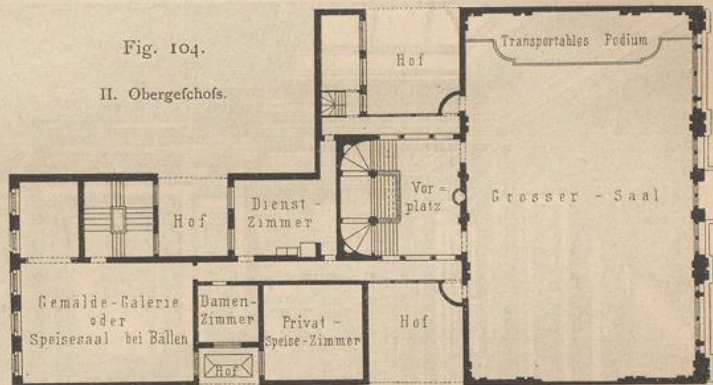 Fig. 104.
II. Obergeſchoſs.
Hof
Transportables Podium
Hof
Dienst-
Zimmer
Vor=
platz
Grosser - Saal
Gemälde-Galerie
oder
Speisesaal bei Bällen
Damen-
Zimmer
Privat-
Speise-Zimmer
Hof
Hof